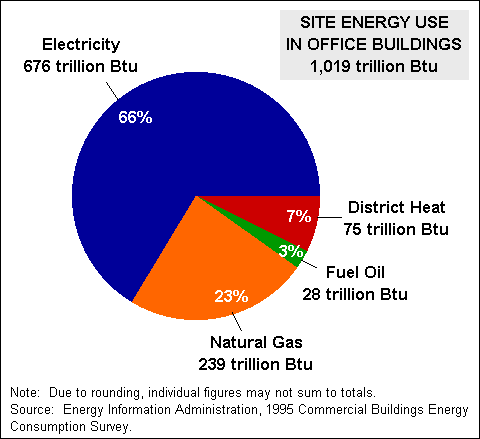 SITE ENERGY USE
IN OFFICE BUILDINGS
1,019 trillion Btu
Electricity
676 trillion Btu
66%
7%
District Heat
75 trillion Btu
3%
Fuel Oil
28 trillion Btu
23%
Natural Gas
239 trillion Btu
Note: Due to rounding, individual figures may not sum to totals.
Source: Energy Information Administration, 1995 Commercial Buildings Energy
Consumption Survey.